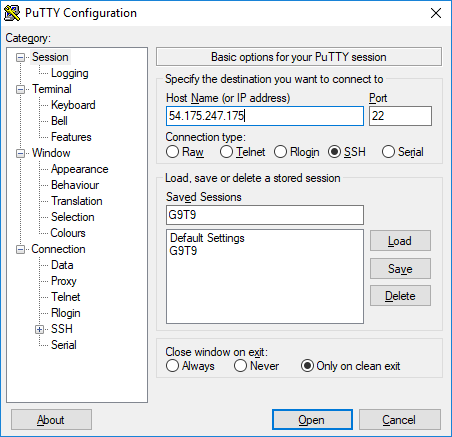 PuTTY Configuration
Category:
Session
Logging
Terminal
Keyboard
Bell
Features
Window
Appearance
Behaviour
Translation
Selection
Colours
Connection
Data
Proxy
Telnet
Rlogin
SSH
Serial
Basic options for your PuTTY session
Specify the destination you want to connect to
Host Name (or IP address) Port
54.175.247.175 22
Connection type:
Raw Telnet Rlogin SSH Serial
Load, save or delete a stored session
Saved Sessions
G9T9
Default Settings
G9T9
Load
Save
Delete
Close window on exit:
Always Never Only on clean exit
About Open Cancel